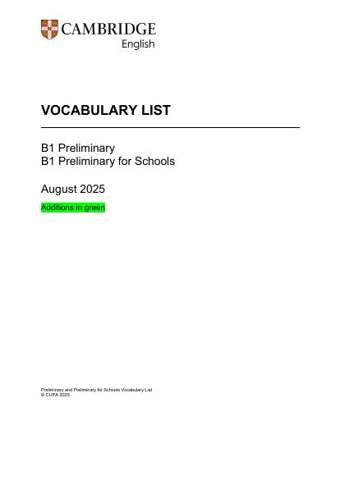 CAMBRIDGE
English
VOCABULARY LIST
B1 Preliminary
B1 Preliminary for Schools
August 2025
Additions in green
Preliminary and Preliminary for Schools Vocabulary List
© CUPA 2025